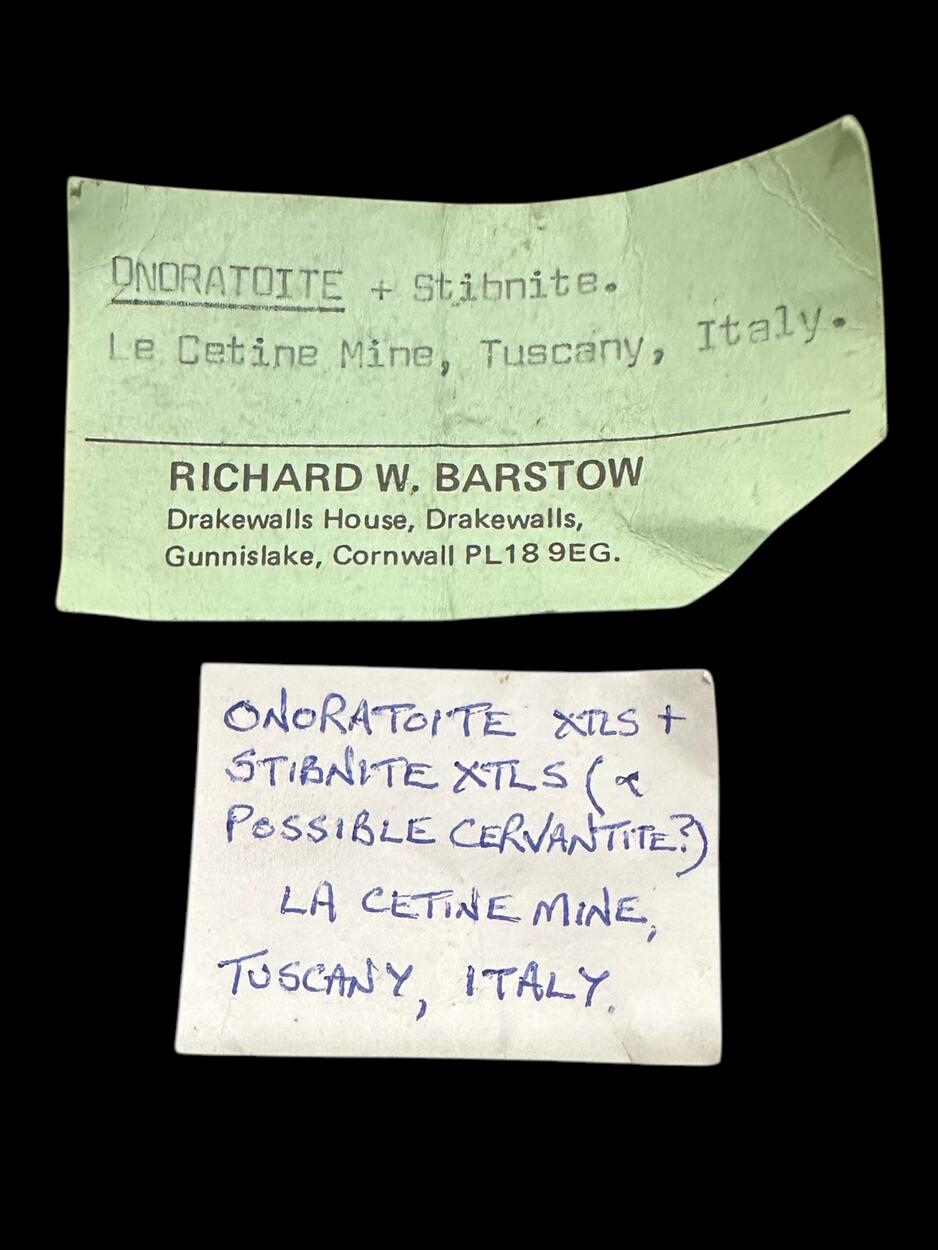 ONORATOITE + Stibnite.
Le Cetine Mine, Tuscany, Italy.
RICHARD W. BARSTOW
Drakewalls House, Drakewalls,
Gunnislake, Cornwall PL18 9EG.
ONORATOITE XTLS +
STIBNITE XTLS (&
POSSIBLE CERVANTITE?)
LA CETINE MINE,
TUSCANY, ITALY.